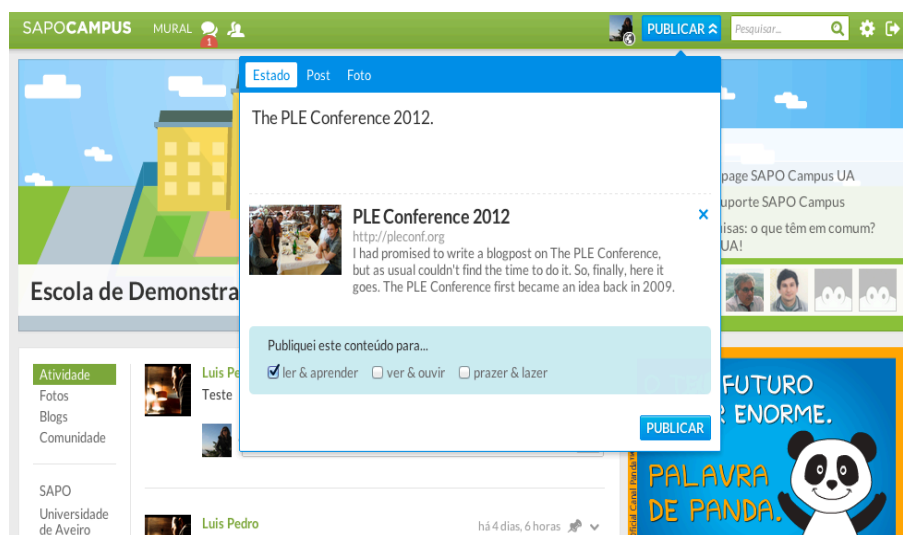 SAPOCAMPUS MURAL 1 PUBLICAR Pesquisar...
Estado Post Foto
The PLE Conference 2012.
PLE Conference 2012
http://pleconf.org
I had promised to write a blogpost on The PLE Conference,
but as usual couldn't find the time to do it. So, finally, here it
goes. The PLE Conference first became an idea back in 2009.
Publiquei este conteúdo para...
ler & aprender ver & ouvir prazer & lazer
PUBLICAR
page SAPO Campus UA
uporte SAPO Campus
isas: o que têm em comum?
UA!
Escola de Demonstra
Atividade
Fotos
Blogs
Comunidade
SAPO
Universidade
de Aveiro
Luis Pe
Teste
Luis Pedro há 4 dias, 6 horas
FUTURO
ENORME.
PALAVRA
DE PANDA.